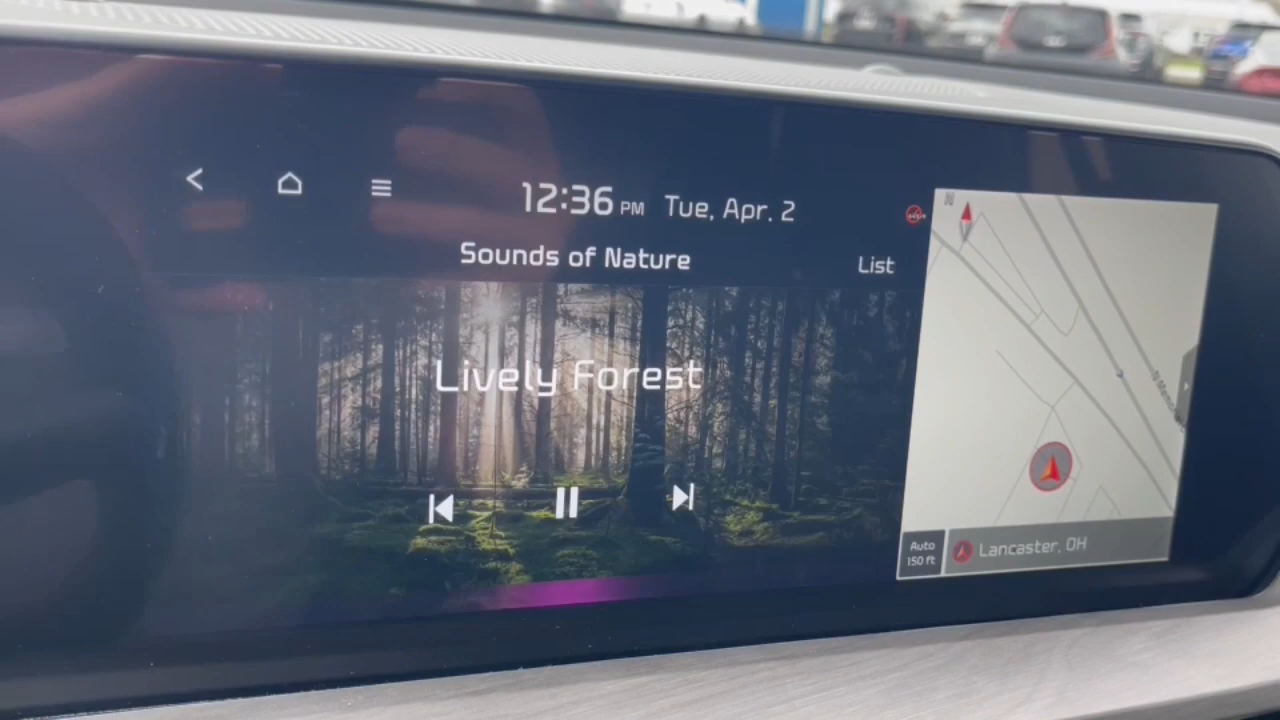 12:36 PM Tue, Apr. 2
Sounds of Nature
List
Lively Forest
N
Auto
150 ft
Lancaster, OH